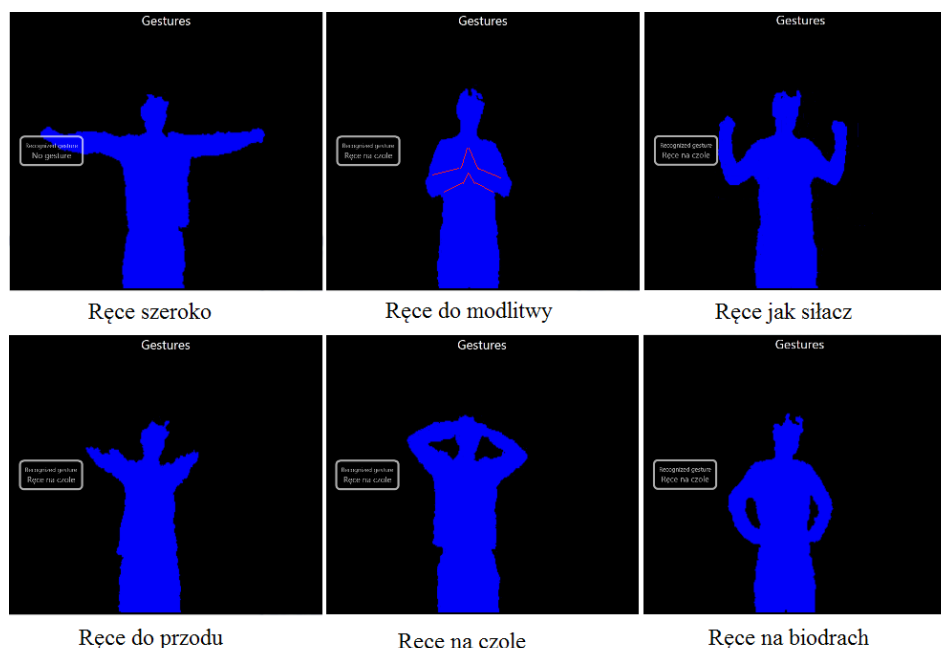 Gestures
Recognized gesture
No gesture
Ręce szeroko
Gestures
Recognized gesture
Ręce na czole
Ręce do modlitwy
Gestures
Recognized gesture
Ręce na czole
Ręce jak siłacz
Gestures
Recognized gesture
Ręce na czole
Ręce do przodu
Gestures
Recognized gesture
Ręce na czole
Ręce na czole
Gestures
Recognized gesture
Ręce na czole
Ręce na biodrach